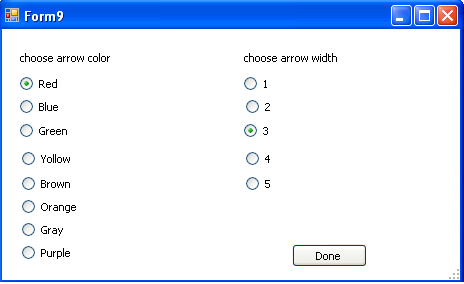 Form9
choose arrow color
Red
Blue
Green
Yollow
Brown
Orange
Gray
Purple
choose arrow width
1
2
3
4
5
Done